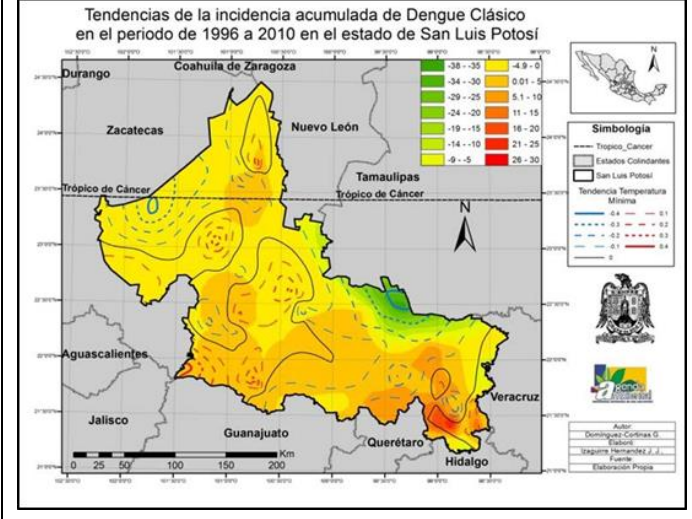 Tendencias de la incidencia acumulada de Dengue Clásico
en el periodo de 1996 a 2010 en el estado de San Luis Potosí
Durango
Coahuila de Zaragoza
Zacatecas
Nuevo León
Tamaulipas
Trópico de Cáncer
Trópico de Cáncer
N
Aguascalientes
Jalisco
Guanajuato
Querétaro
Hidalgo
Veracruz
0 25 50 100 150 200 Km
-38 - -35
-34 - -30
-29 - -25
-24 - -20
-19 - -15
-14 - -10
-9 - -5
-4.9 - 0
0.01 - 5
5.1 - 10
11 - 15
16 - 20
21 - 25
26 - 30
N
Simbología
Tropico_Cancer
Estados Colindantes
San Luis Potosí
Tendencia Temperatura
Mínima
-0.4 0.1
-0.3 0.2
-0.2 0.3
-0.1 0.4
0
agenda
ambiental
Autor:
Domínguez-Cortinas G.
Elaboró:
Izaguirre Hernandez J. J.
Fuente:
Elaboración Propia